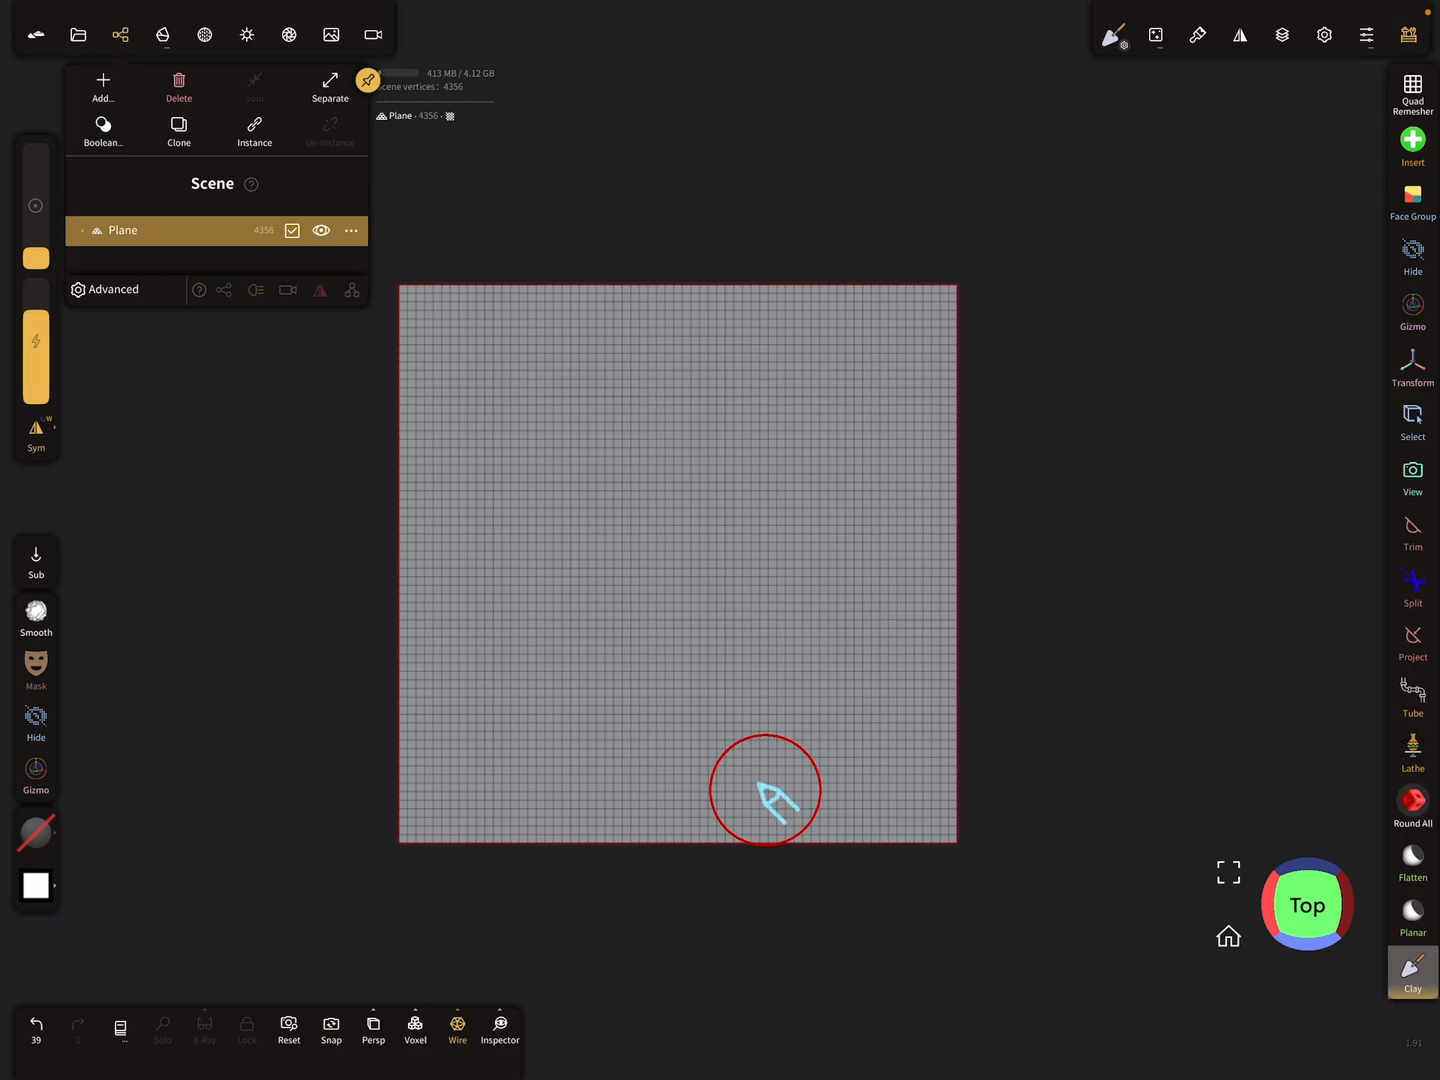 Add...
Delete
Join
Separate
Boolean...
Clone
Instance
Un-instance
413 MB / 4.12 GB
Scene vertices: 4356
Plane · 4356 ·
Scene ?
Plane 4356
Advanced
?
L/W
Sym
Sub
Smooth
Mask
Hide
Gizmo
Quad
Remesher
Insert
Face Group
Hide
Gizmo
Transform
Select
View
Trim
Split
Project
Tube
Lathe
Round All
Flatten
Planar
Clay
Top
39
0
Solo
X-Ray
Lock
Reset
Snap
Persp
Voxel
Wire
Inspector
1.91